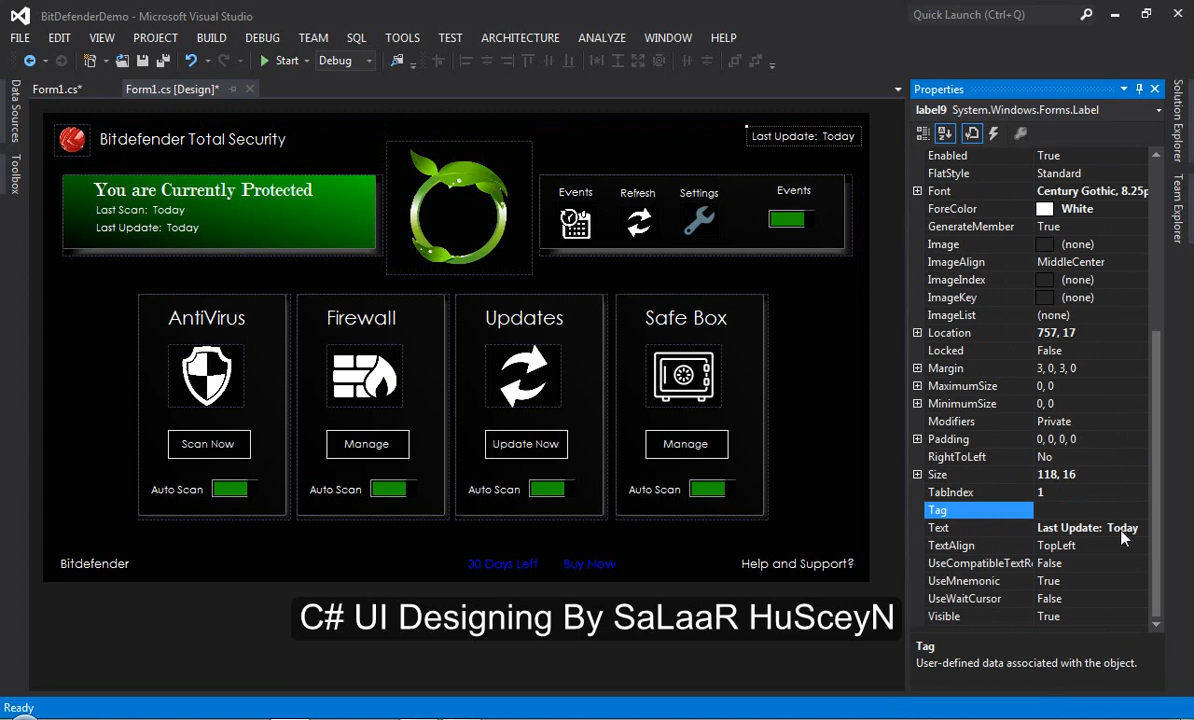 BitDefenderDemo - Microsoft Visual Studio
Quick Launch (Ctrl+Q)
FILE EDIT VIEW PROJECT BUILD DEBUG TEAM SQL TOOLS TEST ARCHITECTURE ANALYZE WINDOW HELP
Start Debug
Data Sources
Toolbox
Form1.cs*
Form1.cs [Design]*
Bitdefender Total Security
Last Update: Today
You are Currently Protected
Last Scan: Today
Last Update: Today
Events Refresh Settings Events
AntiVirus Firewall Updates Safe Box
Scan Now Manage Update Now Manage
Auto Scan Auto Scan Auto Scan Auto Scan
Bitdefender 30 Days Left Buy Now Help and Support?
C# UI Designing By SaLaaR HuSceyN
Properties
label9 System.Windows.Forms.Label
Enabled True
FlatStyle Standard
Font Century Gothic, 8.25p
ForeColor White
GenerateMember True
Image (none)
ImageAlign MiddleCenter
ImageIndex (none)
ImageKey (none)
ImageList (none)
Location 757, 17
Locked False
Margin 3, 0, 3, 0
MaximumSize 0, 0
MinimumSize 0, 0
Modifiers Private
Padding 0, 0, 0, 0
RightToLeft No
Size 118, 16
TabIndex 1
Tag
Text Last Update: Today
TextAlign TopLeft
UseCompatibleTextRe False
UseMnemonic True
UseWaitCursor False
Visible True
Tag
User-defined data associated with the object.
Solution Explorer
Team Explorer
Ready